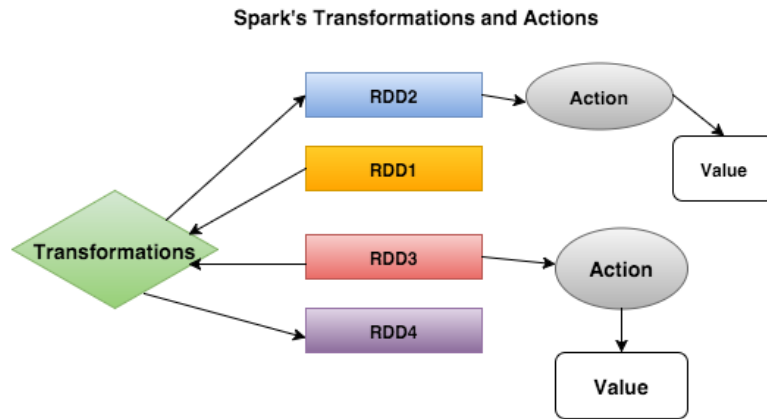 Spark's Transformations and Actions
RDD2
Action
RDD1
Value
Transformations
RDD3
Action
RDD4
Value